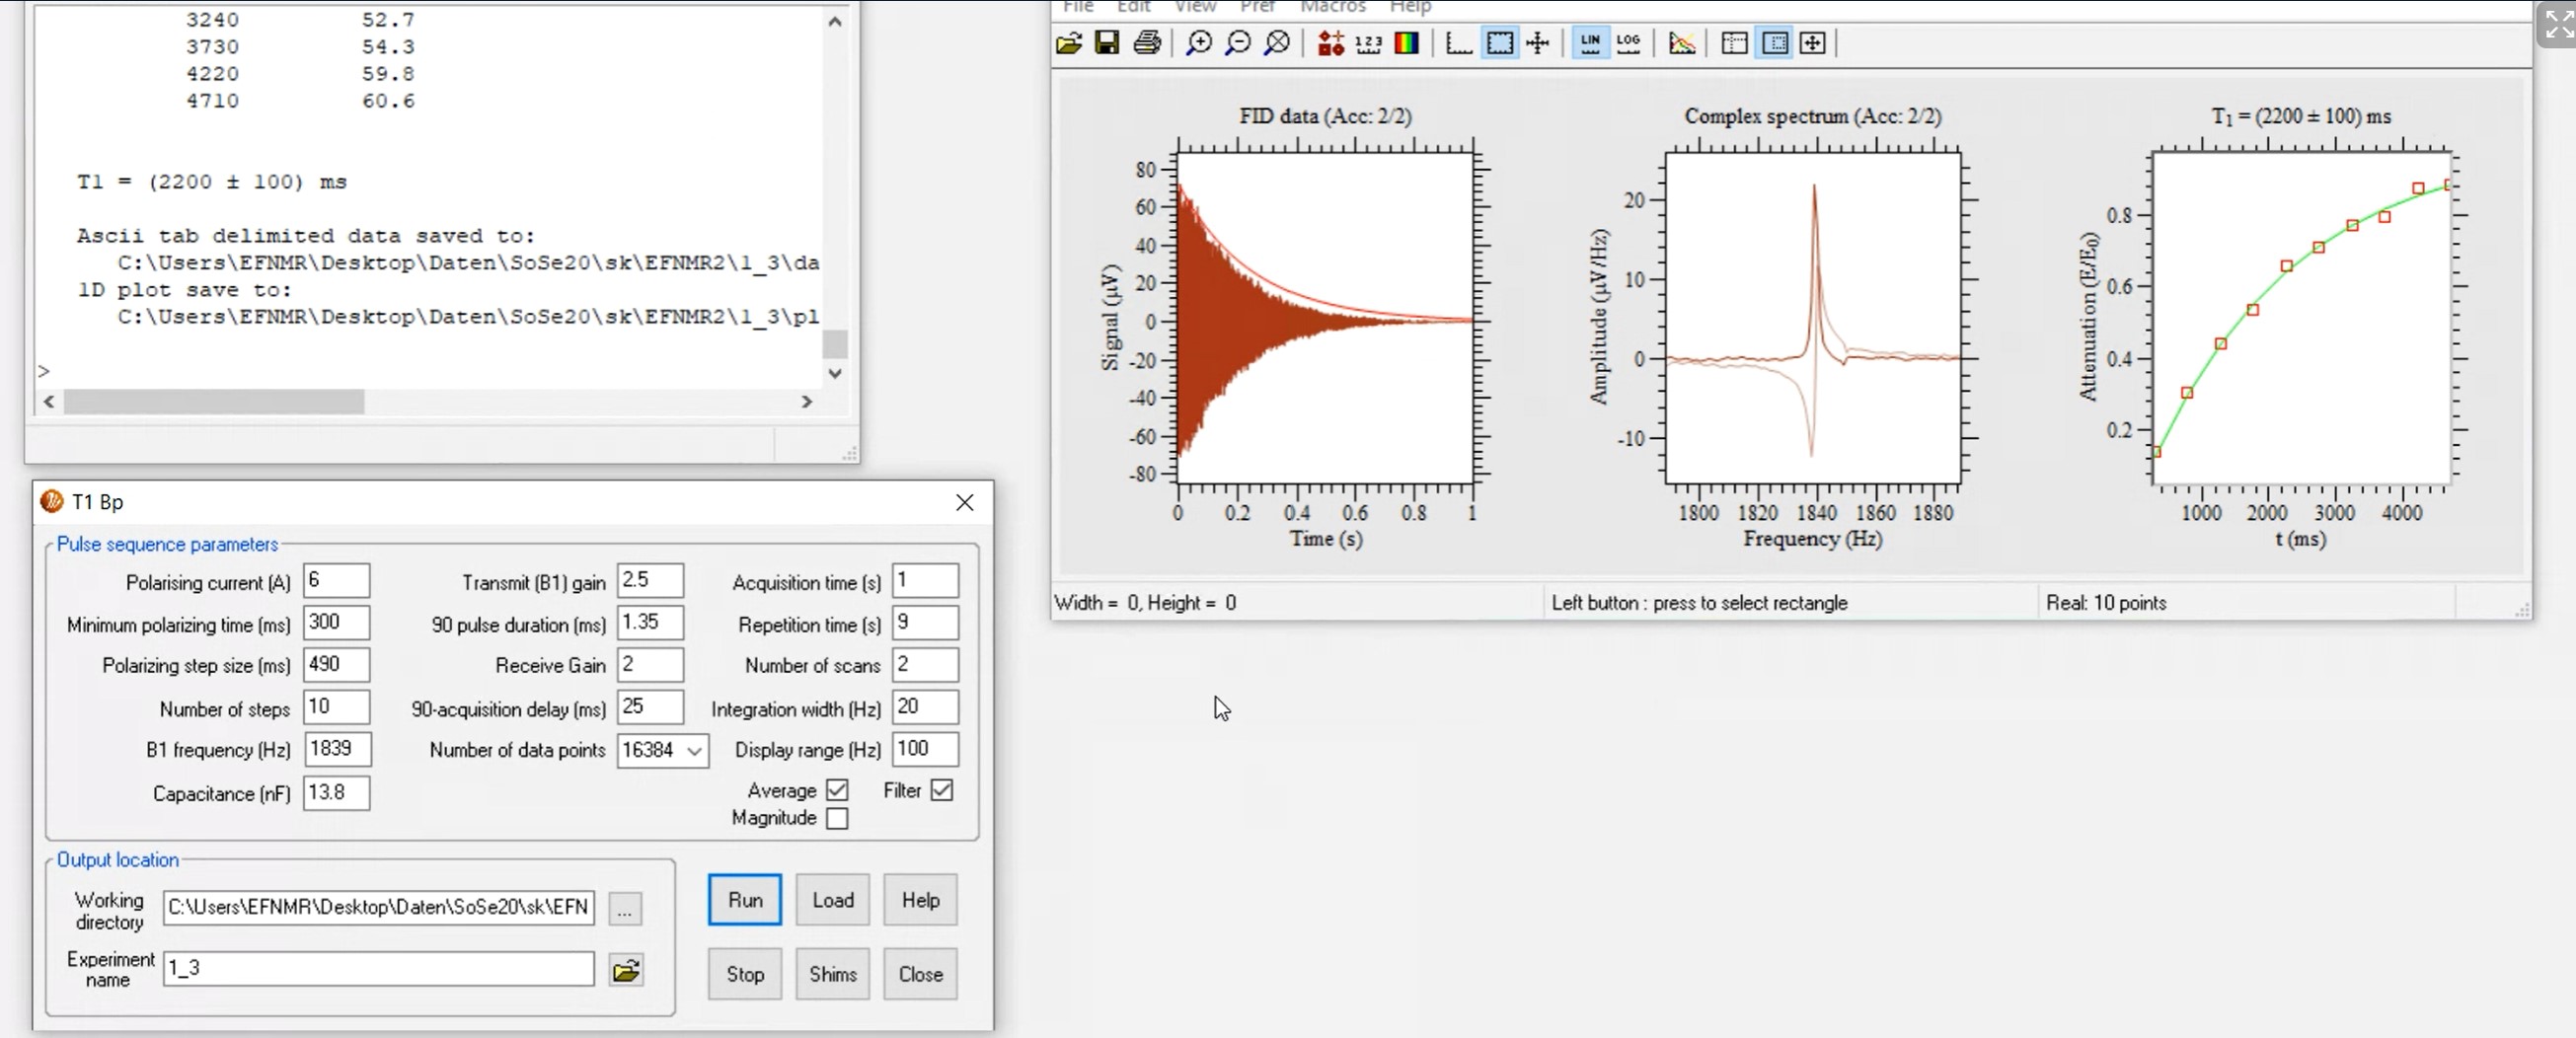 3240 52.7
3730 54.3
4220 59.8
4710 60.6
T1 = (2200 ± 100) ms
Ascii tab delimited data saved to:
C:\Users\EFNMR\Desktop\Daten\SoSe20\sk\EFNMR2\1_3\da
1D plot save to:
C:\Users\EFNMR\Desktop\Daten\SoSe20\sk\EFNMR2\1_3\pl
>
T1 Bp
Pulse sequence parameters
Polarising current (A) 6 Transmit (B1) gain 2.5 Acquisition time (s) 1
Minimum polarizing time (ms) 300 90 pulse duration (ms) 1.35 Repetition time (s) 9
Polarizing step size (ms) 490 Receive Gain 2 Number of scans 2
Number of steps 10 90-acquisition delay (ms) 25 Integration width (Hz) 20
B1 frequency (Hz) 1839 Number of data points 16384 Display range (Hz) 100
Capacitance (nF) 13.8 Average Filter
Magnitude
Output location
Working directory C:\Users\EFNMR\Desktop\Daten\SoSe20\sk\EFN ...
Experiment name 1_3
Run Load Help
Stop Shims Close
File Edit View Pref Macros Help
1 2 3 LIN LOG
FID data (Acc: 2/2)
80
60
40
20
0
-20
-40
-60
-80
Signal (µV)
0 0.2 0.4 0.6 0.8 1
Time (s)
Complex spectrum (Acc: 2/2)
20
10
0
-10
Amplitude (µV/Hz)
1800 1820 1840 1860 1880
Frequency (Hz)
T₁ = (2200 ± 100) ms
0.8
0.6
0.4
0.2
Attenuation (E/E₀)
1000 2000 3000 4000
t (ms)
Width = 0, Height = 0 Left button : press to select rectangle Real: 10 points